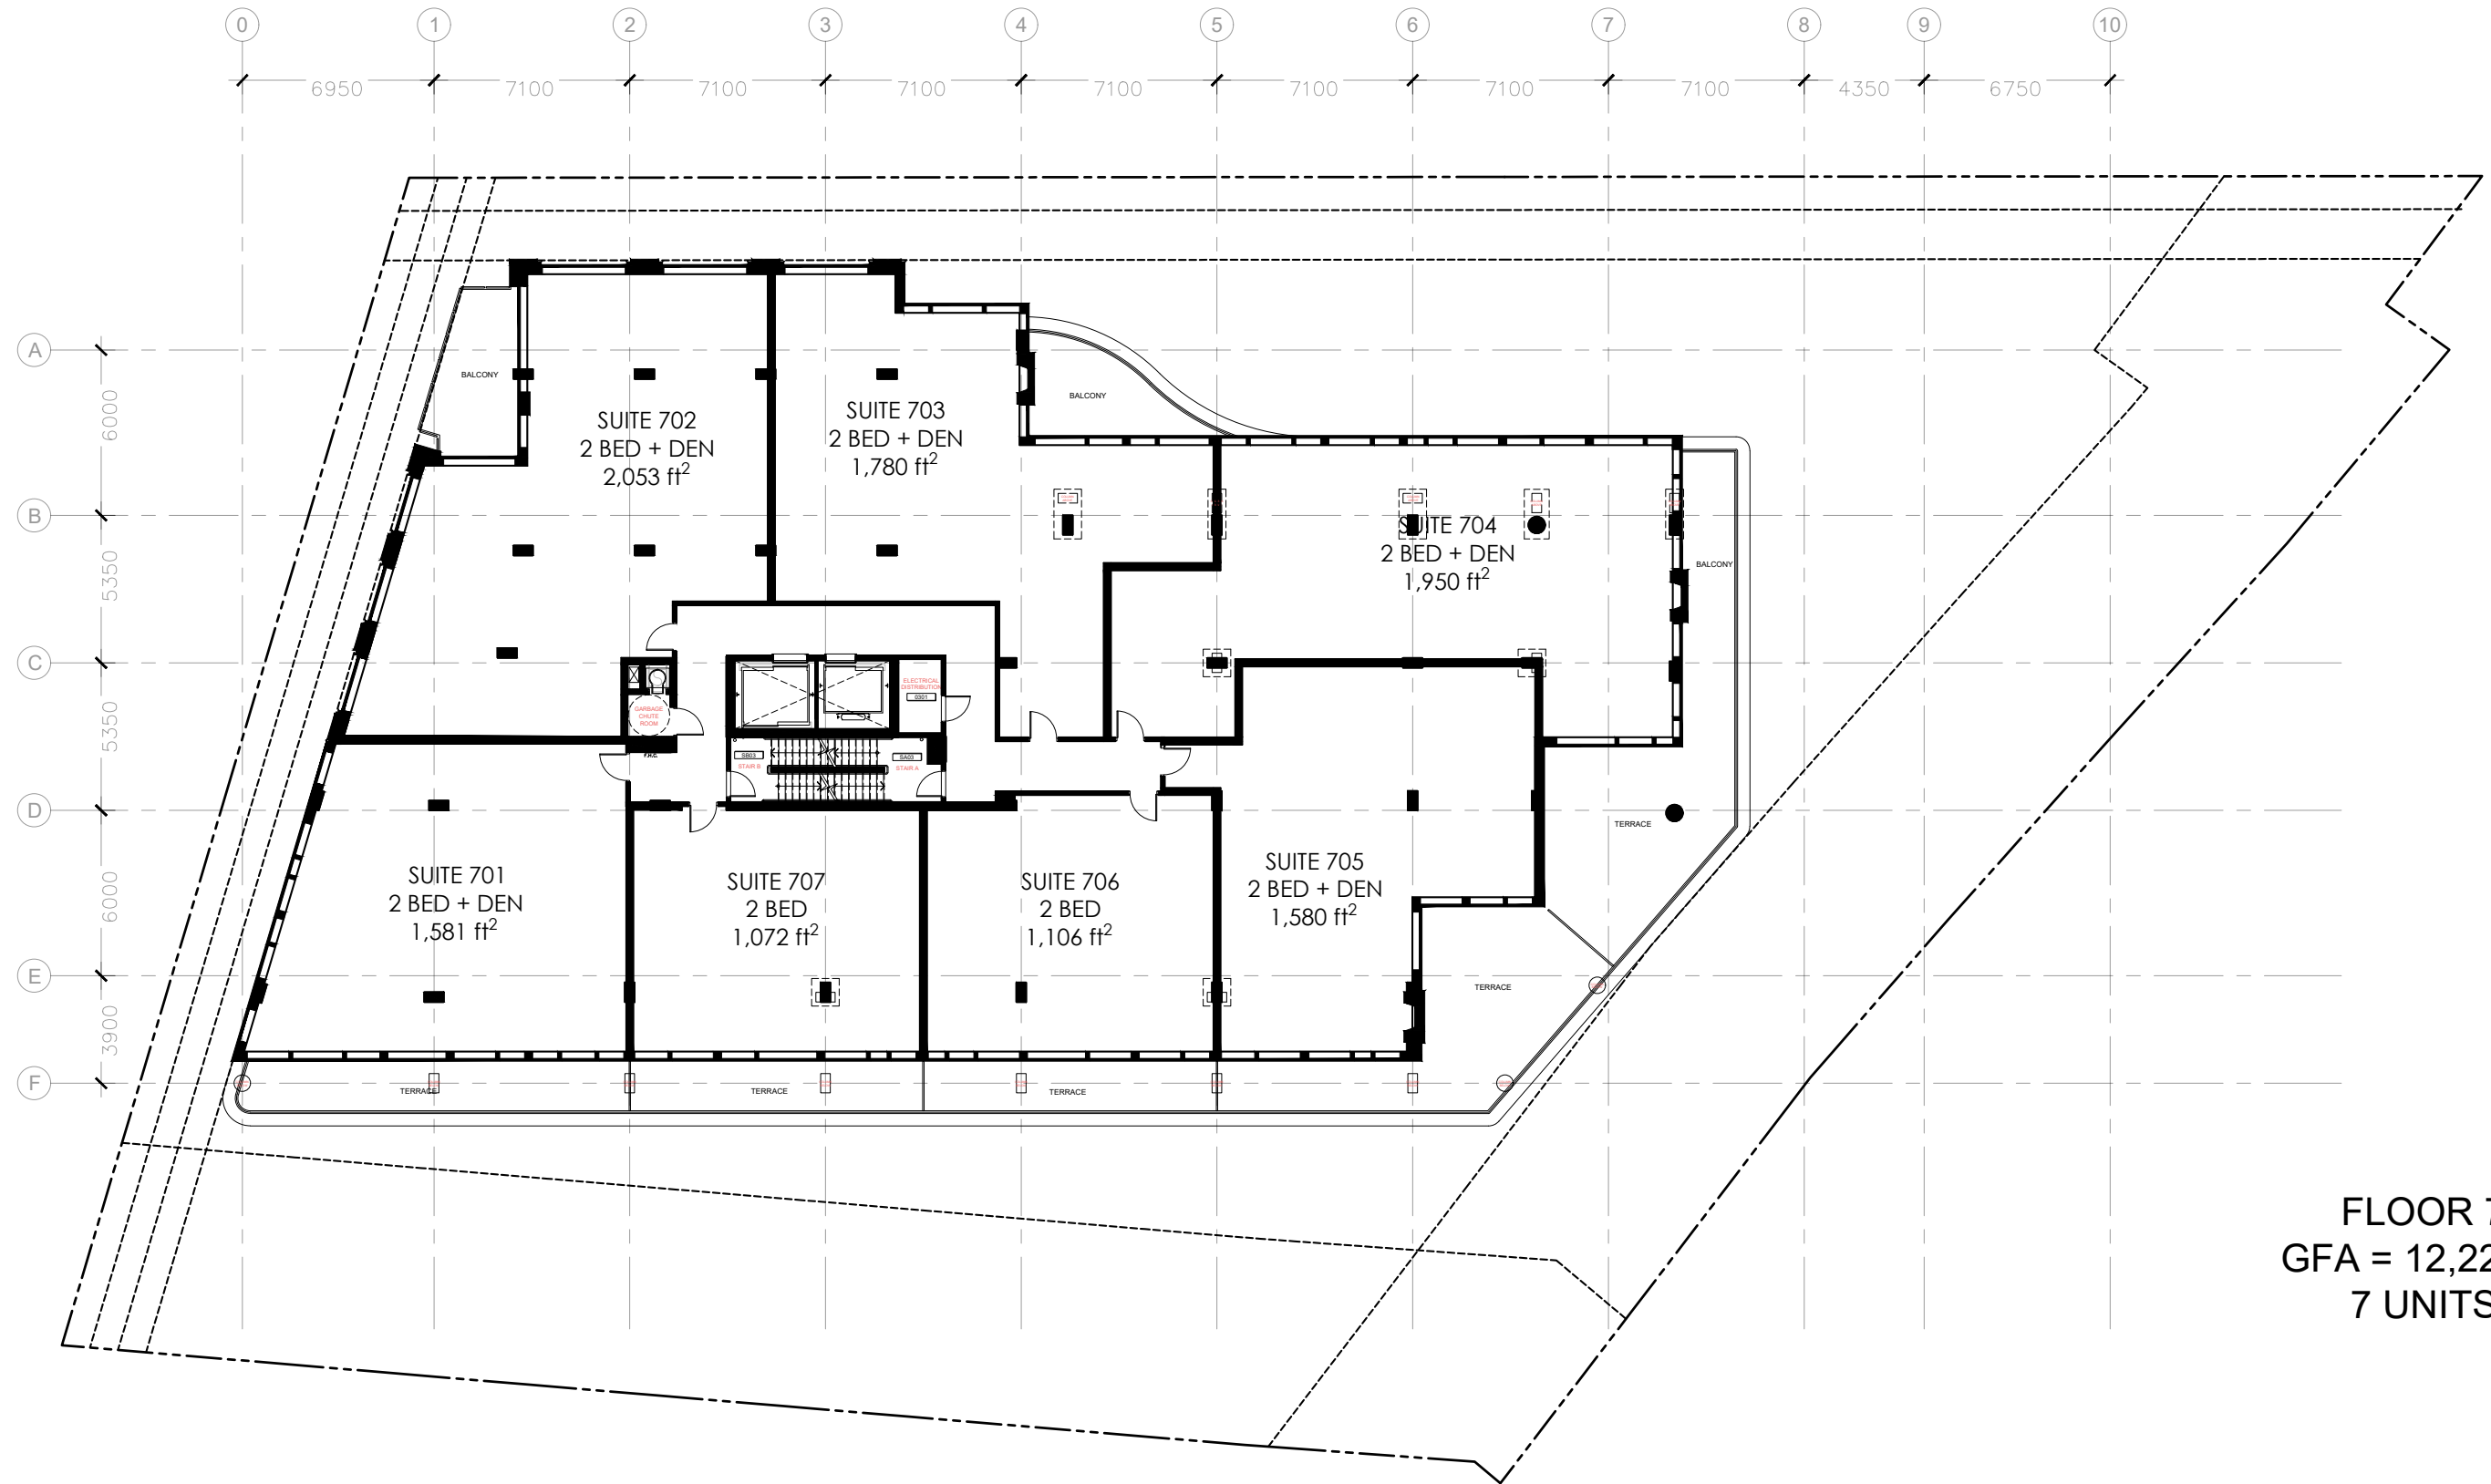 0 1 2 3 4 5 6 7 8 9 10
6950 7100 7100 7100 7100 7100 7100 7100 4350 6750
A
B
C
D
E
F
6000
5350
5350
6000
3900
BALCONY
SUITE 702
2 BED + DEN
2,053 ft²
SUITE 703
2 BED + DEN
1,780 ft²
BALCONY
SUITE 704
2 BED + DEN
1,950 ft²
BALCONY
GARBAGE
CHUTE
ROOM
F.H.C.
ELECTRICAL
DISTRIBUTION
0301
SB03
STAIR B
SA03
STAIR A
SUITE 701
2 BED + DEN
1,581 ft²
SUITE 707
2 BED
1,072 ft²
SUITE 706
2 BED
1,106 ft²
SUITE 705
2 BED + DEN
1,580 ft²
TERRACE
TERRACE
TERRACE
TERRACE
TERRACE
FLOOR 7
GFA = 12,22
7 UNITS